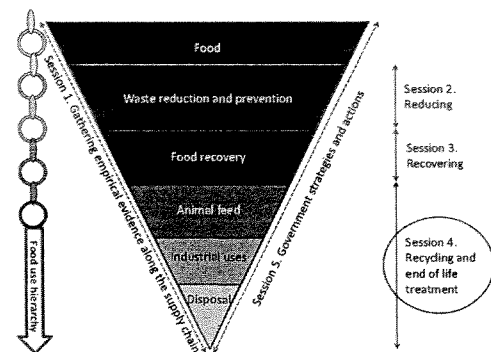 Food
Waste reduction and prevention
Food recovery
Animal feed
Industrial uses
Disposal
Session 1. Gathering empirical evidence along the supply chain
Session 5. Government strategies and actions
Session 2.
Reducing
Session 3.
Recovering
Session 4.
Recycling and
end of life
treatment
Food use hierarchy